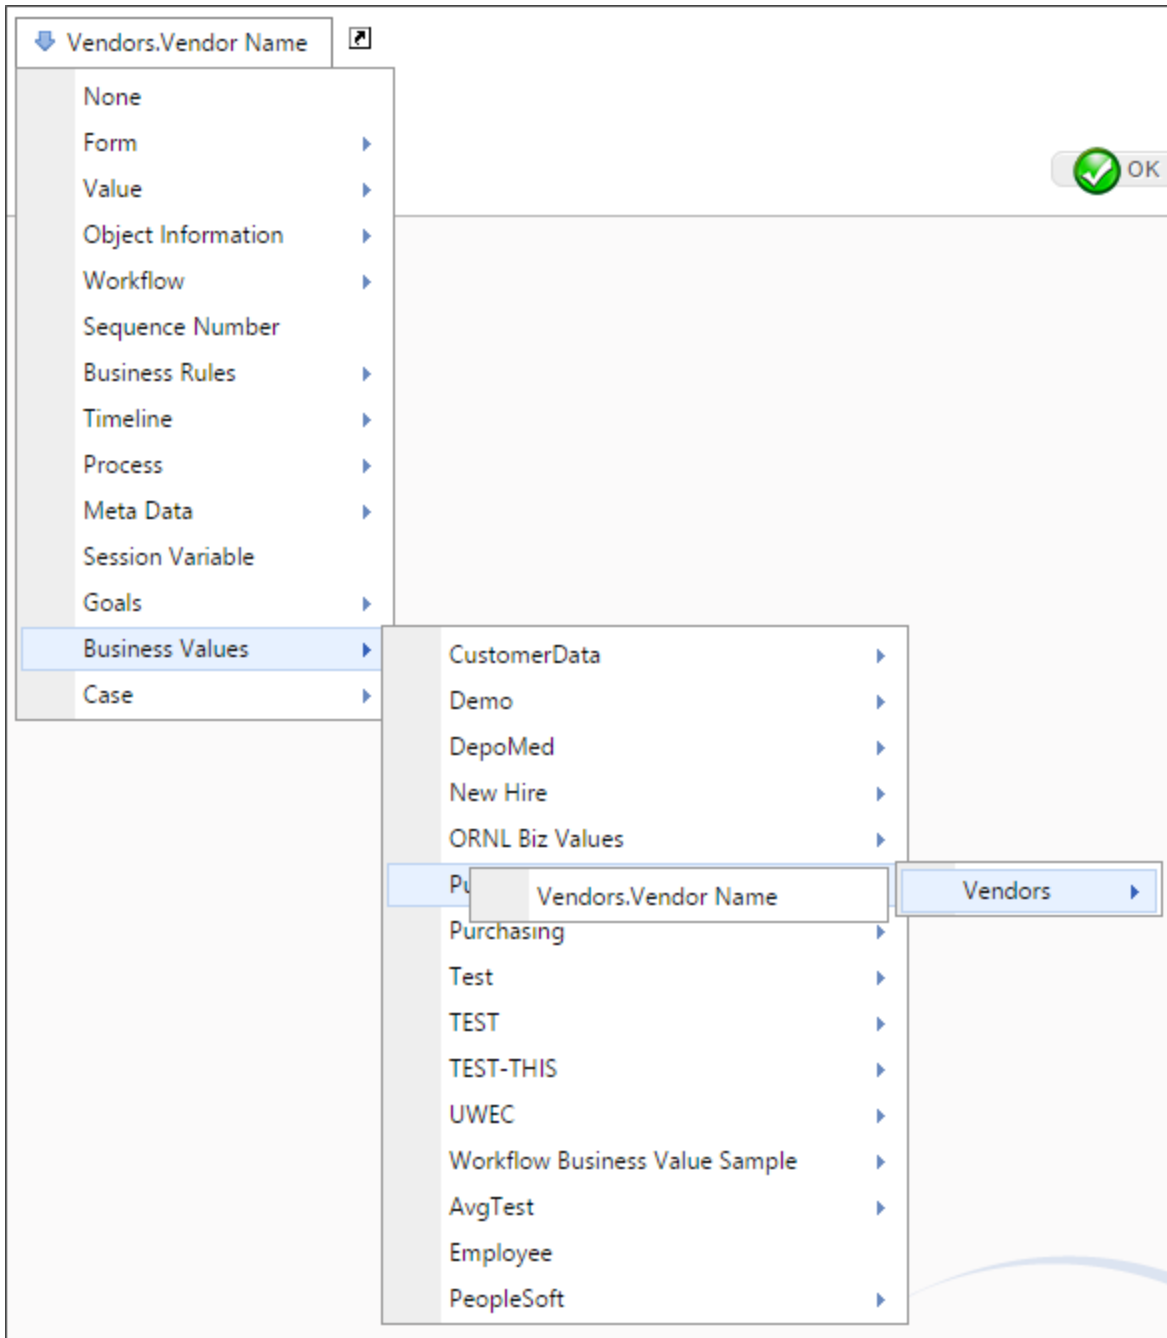 Vendors.Vendor Name
None
Form
Value
OK
Object Information
Workflow
Sequence Number
Business Rules
Timeline
Process
Meta Data
Session Variable
Goals
Business Values
Case
CustomerData
Demo
DepoMed
New Hire
ORNL Biz Values
Vendors.Vendor Name
Vendors
Purchasing
Test
TEST
TEST-THIS
UWEC
Workflow Business Value Sample
AvgTest
Employee
PeopleSoft